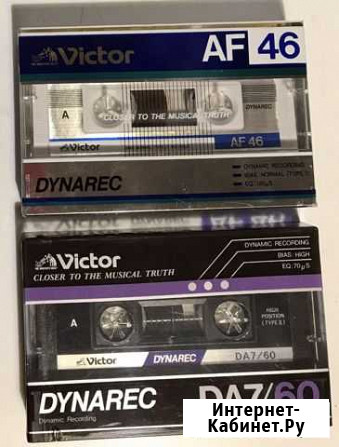 Victor AF 46
A DYNAREC
CLOSER TO THE MUSICAL TRUTH
Victor AF 46
DYNAREC
DYNAMIC RECORDING
BIAS NORMAL (TYPE I)
Victor
CLOSER TO THE MUSICAL TRUTH
DYNAMIC RECORDING
BIAS HIGH
EQ 70μS
A
HIGH
POSITION
Victor DYNAREC DA7/60
DYNAREC DA7/60
Dynamic Recording
Интернет-
Кабинет.Ру